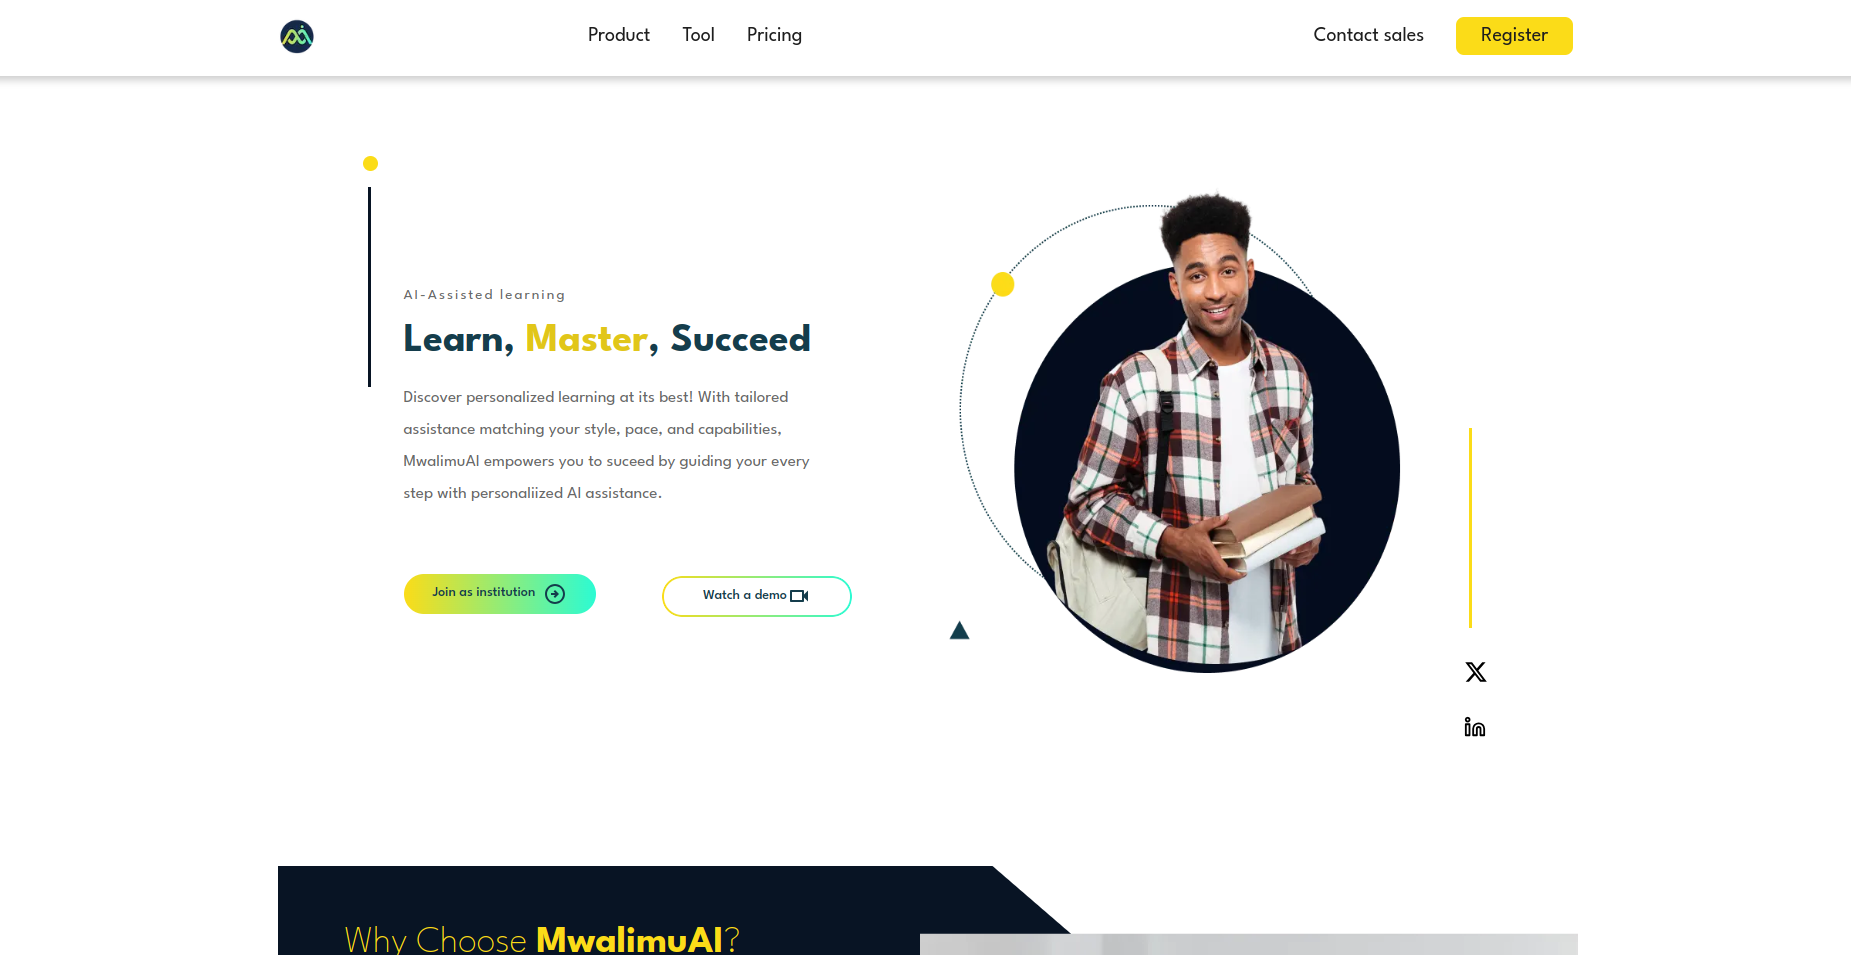 Product Tool Pricing Contact sales Register
AI-Assisted learning
Learn, Master, Succeed
Discover personalized learning at its best! With tailored
assistance matching your style, pace, and capabilities,
MwalimuAI empowers you to suceed by guiding your every
step with personaliized AI assistance.
Join as institution
Watch a demo
Why Choose MwalimuAI?